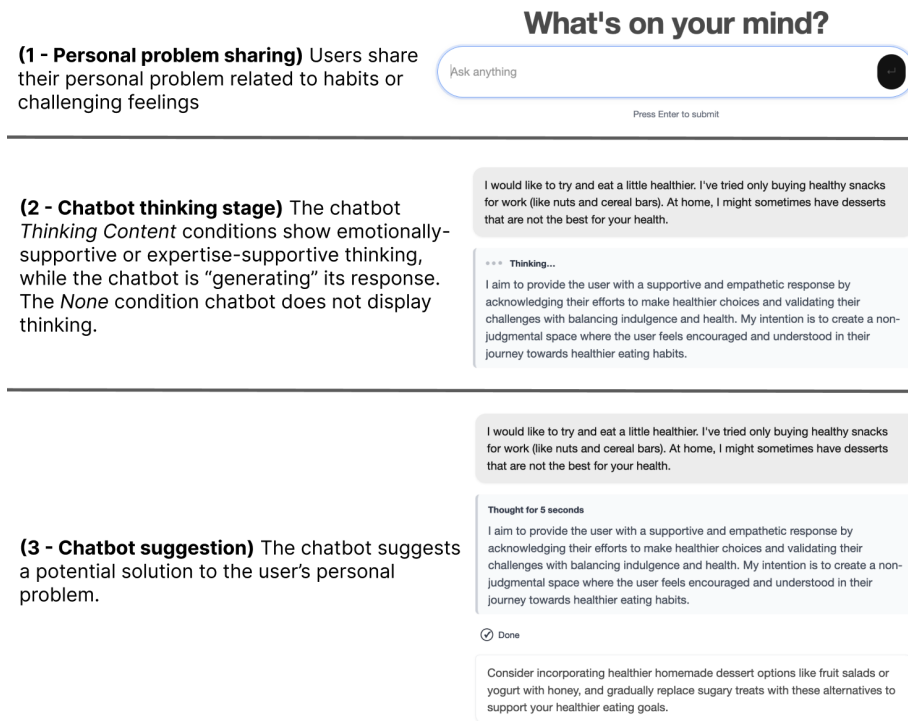 What's on your mind?
(1 - Personal problem sharing) Users share
their personal problem related to habits or
challenging feelings
Ask anything
Press Enter to submit
(2 - Chatbot thinking stage) The chatbot
Thinking Content conditions show emotionally-
supportive or expertise-supportive thinking,
while the chatbot is “generating” its response.
The None condition chatbot does not display
thinking.
I would like to try and eat a little healthier. I've tried only buying healthy snacks
for work (like nuts and cereal bars). At home, I might sometimes have desserts
that are not the best for your health.
Thinking...
I aim to provide the user with a supportive and empathetic response by
acknowledging their efforts to make healthier choices and validating their
challenges with balancing indulgence and health. My intention is to create a non-
judgmental space where the user feels encouraged and understood in their
journey towards healthier eating habits.
(3 - Chatbot suggestion) The chatbot suggests
a potential solution to the user’s personal
problem.
I would like to try and eat a little healthier. I've tried only buying healthy snacks
for work (like nuts and cereal bars). At home, I might sometimes have desserts
that are not the best for your health.
Thought for 5 seconds
I aim to provide the user with a supportive and empathetic response by
acknowledging their efforts to make healthier choices and validating their
challenges with balancing indulgence and health. My intention is to create a non-
judgmental space where the user feels encouraged and understood in their
journey towards healthier eating habits.
Done
Consider incorporating healthier homemade dessert options like fruit salads or
yogurt with honey, and gradually replace sugary treats with these alternatives to
support your healthier eating goals.